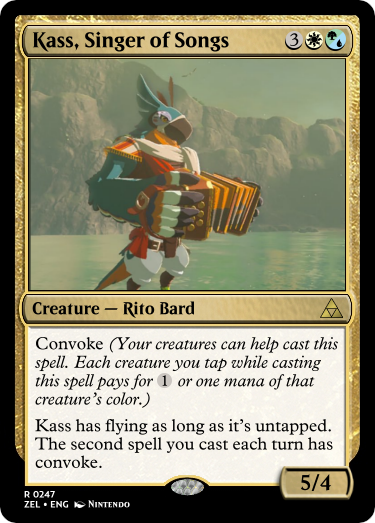 Kass, Singer of Songs 3
Creature — Rito Bard
Convoke (Your creatures can help cast this
spell. Each creature you tap while casting
this spell pays for 1 or one mana of that
creature's color.)
Kass has flying as long as it's untapped.
The second spell you cast each turn has
convoke.
5/4
R 0247
ZEL • ENG Nintendo